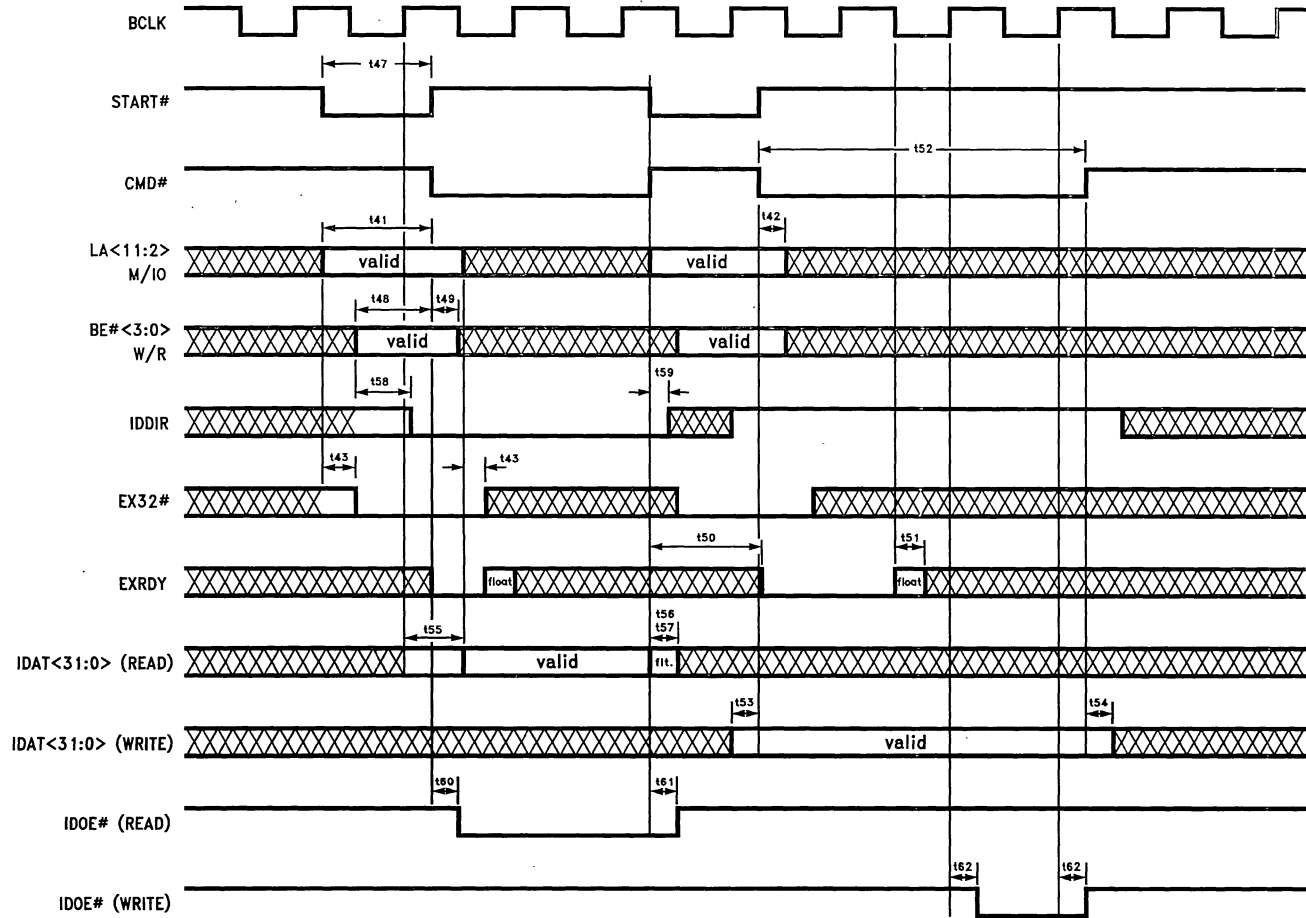 BCLK
t47
START#
t52
CMD#
t41
t42
LA<11:2>
valid
valid
M/IO
t48
t49
BE#<3:0>
valid
valid
W/R
t58
t59
IDDIR
t43
t43
EX32#
t50
t51
EXRDY
float
float
t56
t55
t57
IDAT<31:0> (READ)
valid
flt.
t53
t54
IDAT<31:0> (WRITE)
valid
t60
t61
IDOE# (READ)
t62
t62
IDOE# (WRITE)